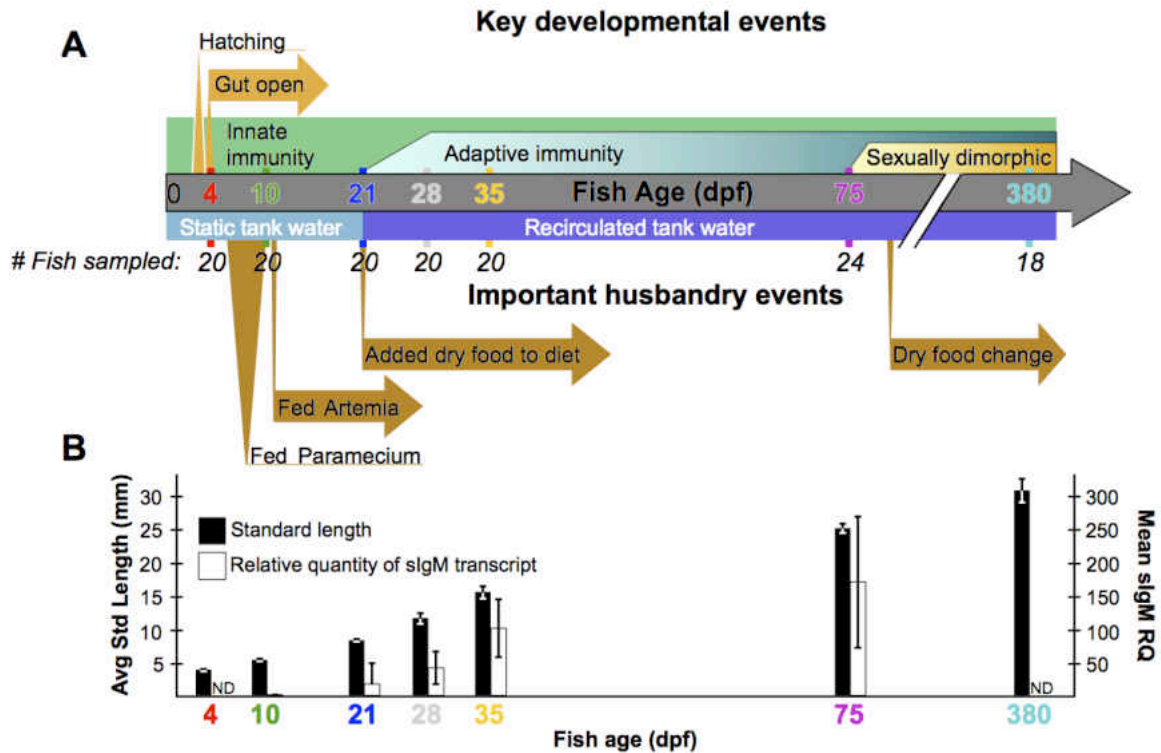 A
Key developmental events
Hatching
Gut open
Innate
immunity
Adaptive immunity
Sexually dimorphic
0 4 10 21 28 35 Fish Age (dpf) 75 380
Static tank water Recirculated tank water
# Fish sampled: 20 20 20 20 20 24 18
Important husbandry events
Added dry food to diet
Dry food change
Fed Artemia
Fed Paramecium
B
Avg Std Length (mm)
30
25
20
15
10
5
Standard length
Relative quantity of sIgM transcript
ND
ND
300
250
200
150
100
50
Mean sIgM RQ
4 10 21 28 35 75 380
Fish age (dpf)